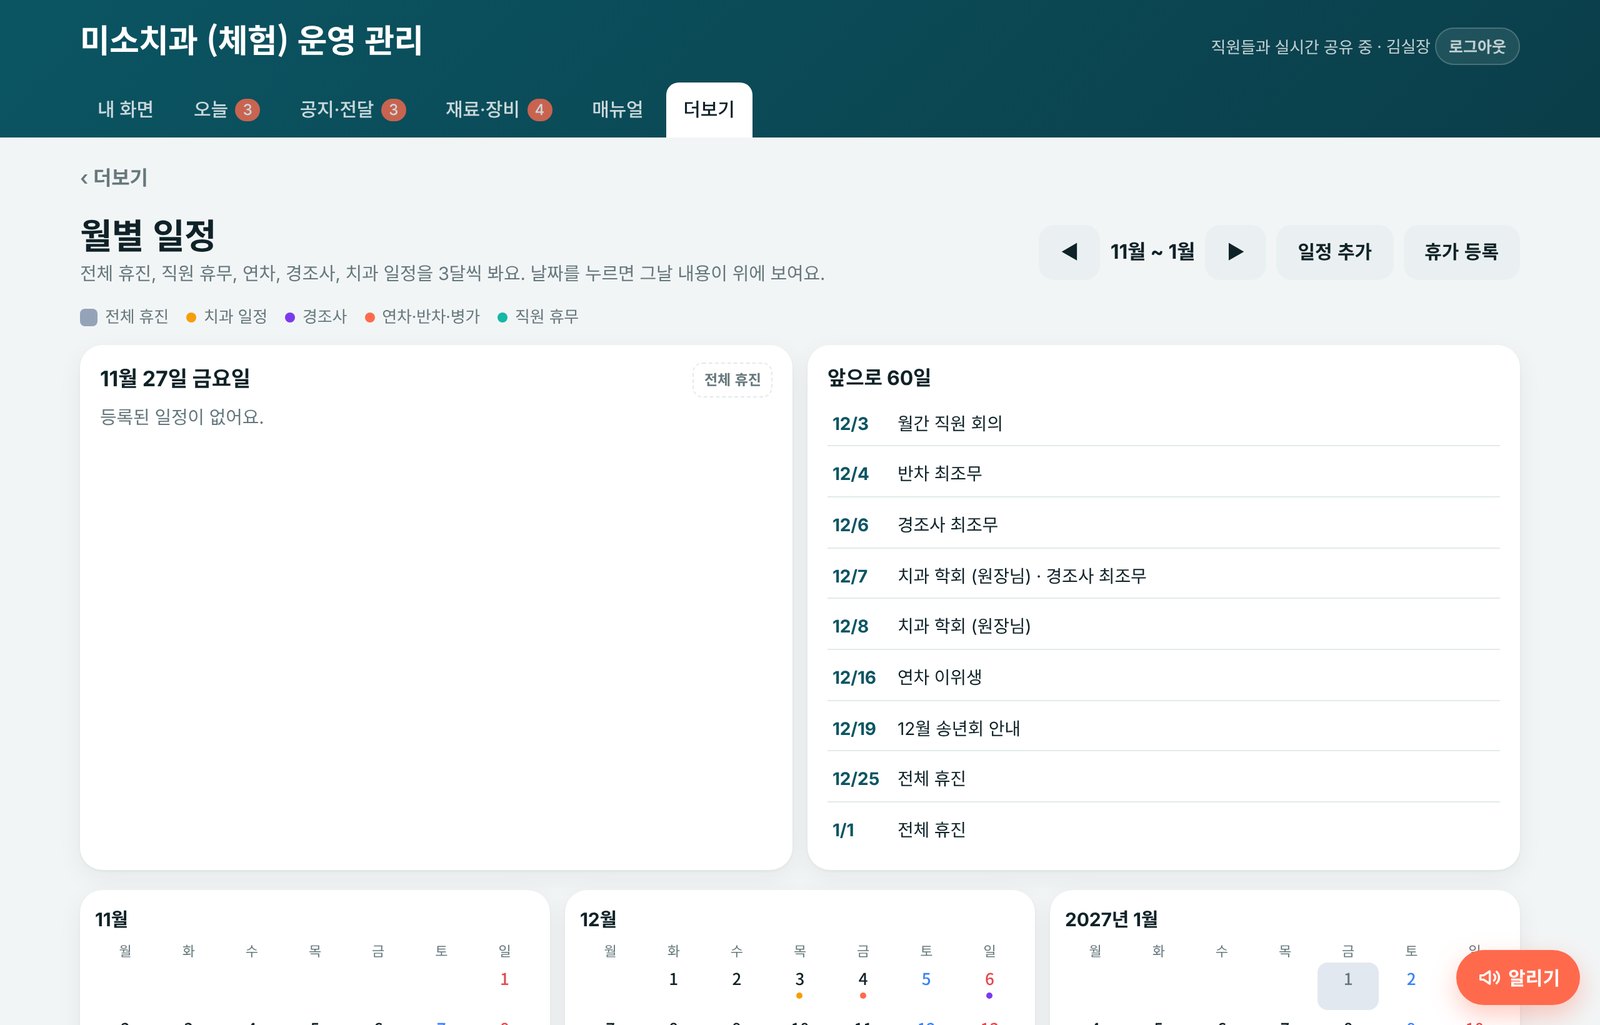 미소치과 (체험) 운영 관리
직원들과 실시간 공유 중 · 김실장 로그아웃
내 화면 오늘 3 공지·전달 3 재료·장비 4 매뉴얼 더보기
‹ 더보기
월별 일정
전체 휴진, 직원 휴무, 연차, 경조사, 치과 일정을 3달씩 봐요. 날짜를 누르면 그날 내용이 위에 보여요.
◀ 11월 ~ 1월 ▶ 일정 추가 휴가 등록
전체 휴진 치과 일정 경조사 연차·반차·병가 직원 휴무
11월 27일 금요일 전체 휴진
등록된 일정이 없어요.
앞으로 60일
12/3 월간 직원 회의
12/4 반차 최조무
12/6 경조사 최조무
12/7 치과 학회 (원장님) · 경조사 최조무
12/8 치과 학회 (원장님)
12/16 연차 이위생
12/19 12월 송년회 안내
12/25 전체 휴진
1/1 전체 휴진
11월
월 화 수 목 금 토 일
1
12월
월 화 수 목 금 토 일
1 2 3 4 5 6
2027년 1월
월 화 수 목 금 토
1 2
알리기